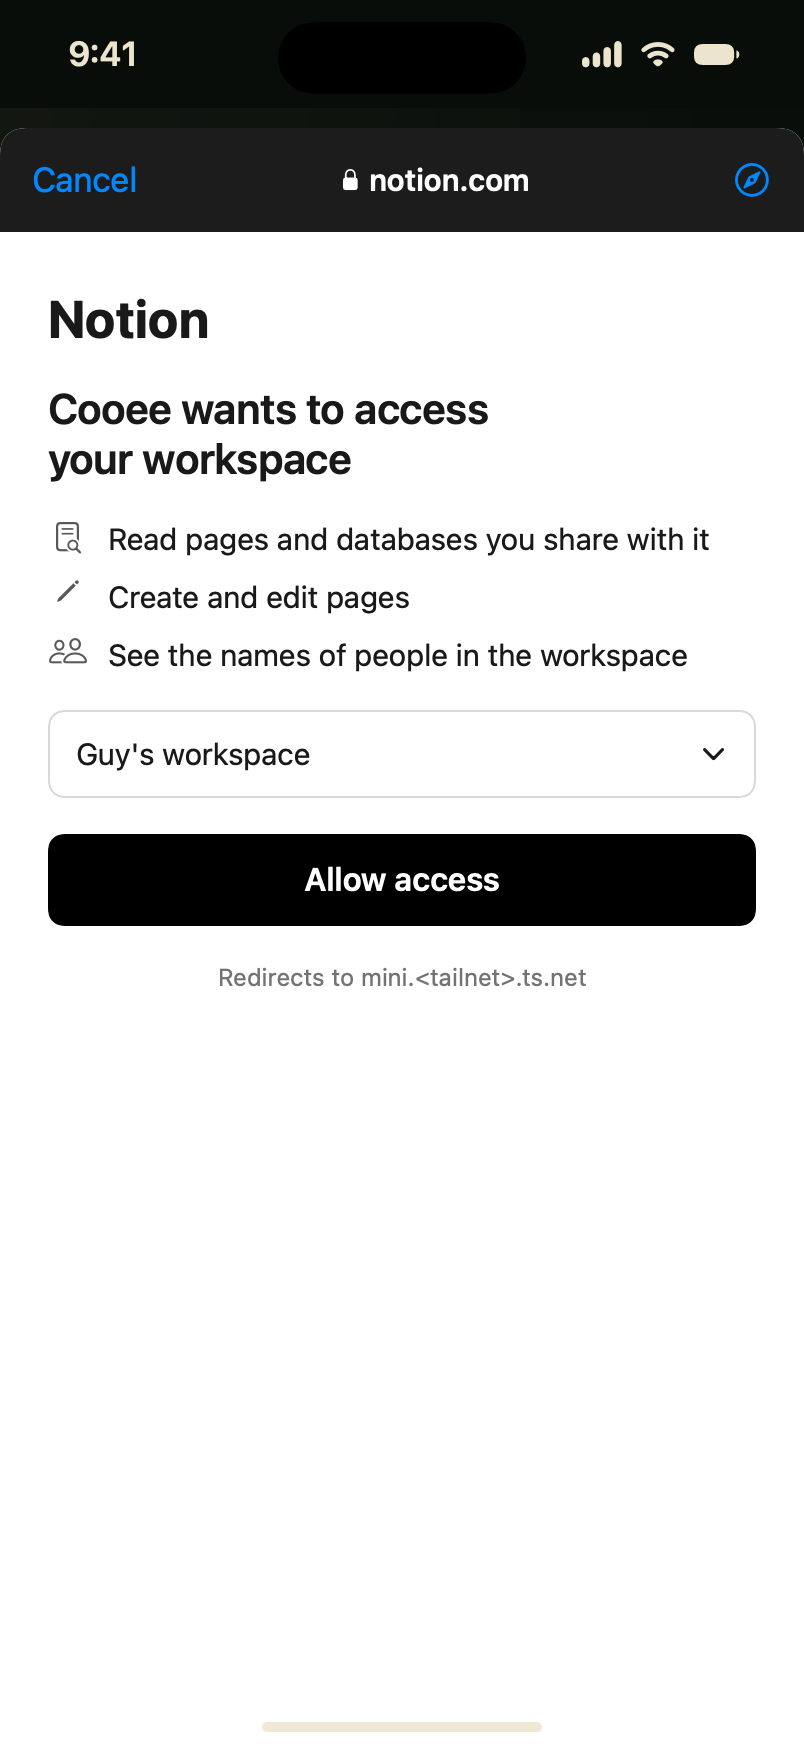 9:41
Cancel
notion.com
Notion
Cooee wants to access
your workspace
Read pages and databases you share with it
Create and edit pages
See the names of people in the workspace
Guy's workspace
Allow access
Redirects to mini.<tailnet>.ts.net